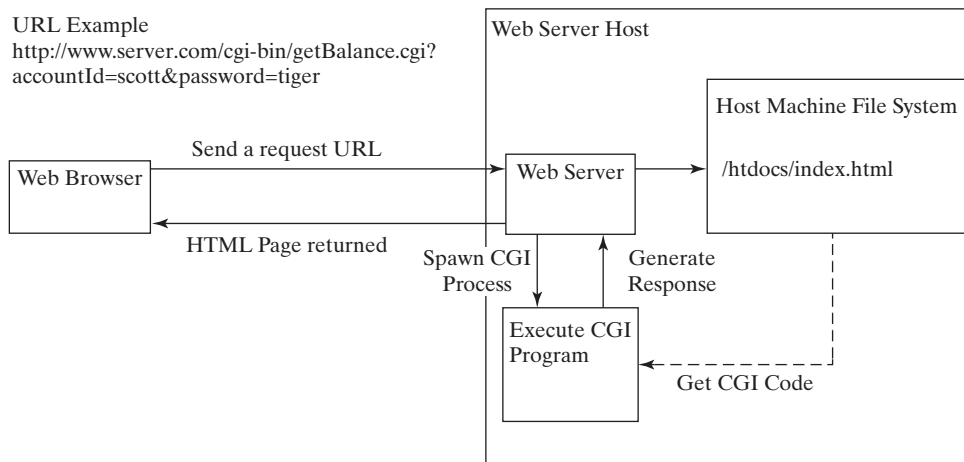 URL Example
http://www.server.com/cgi-bin/getBalance.cgi?
accountId=scott&password=tiger
Web Server Host
Host Machine File System
/htdocs/index.html
Send a request URL
Web Browser
Web Server
HTML Page returned
Spawn CGI
Process
Generate
Response
Execute CGI
Program
Get CGI Code